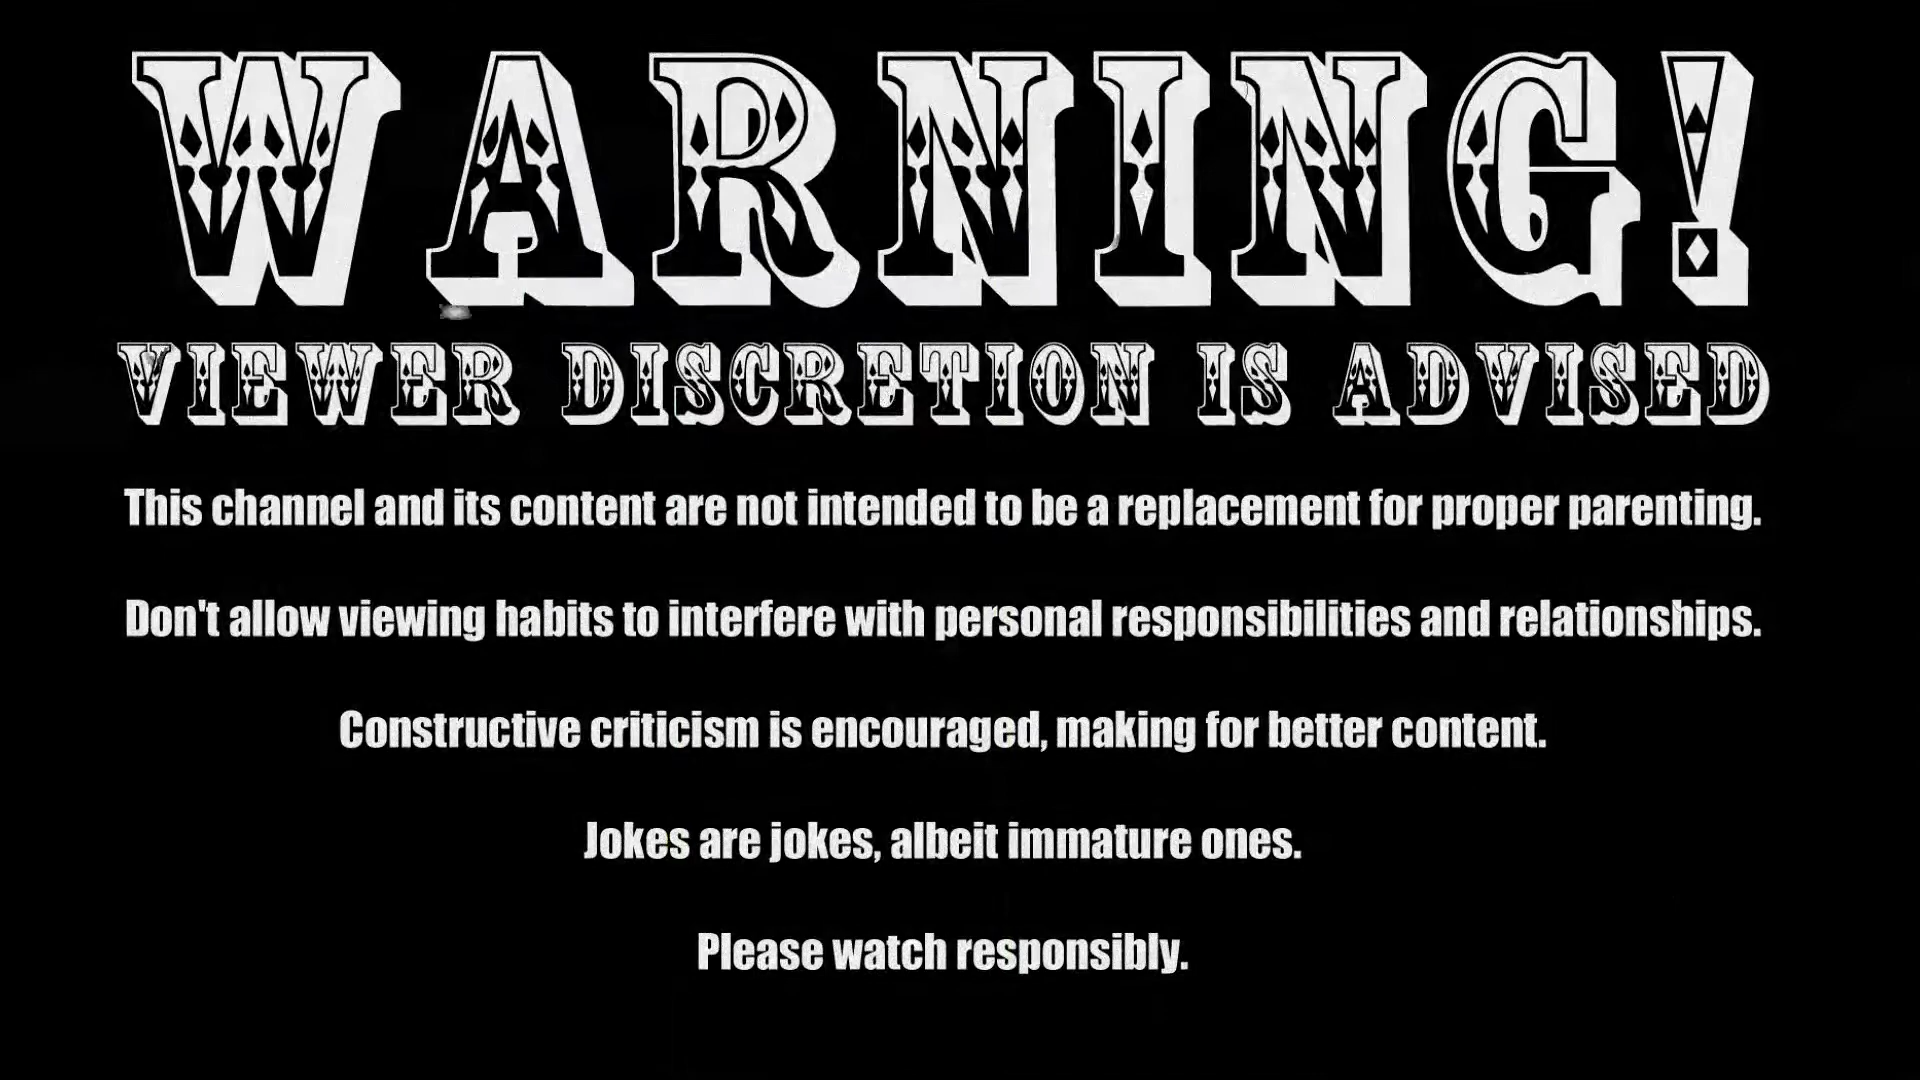 WARNING!
VIEWER DISCRETION IS ADVISED
This channel and its content are not intended to be a replacement for proper parenting.
Don't allow viewing habits to interfere with personal responsibilities and relationships.
Constructive criticism is encouraged, making for better content.
Jokes are jokes, albeit immature ones.
Please watch responsibly.